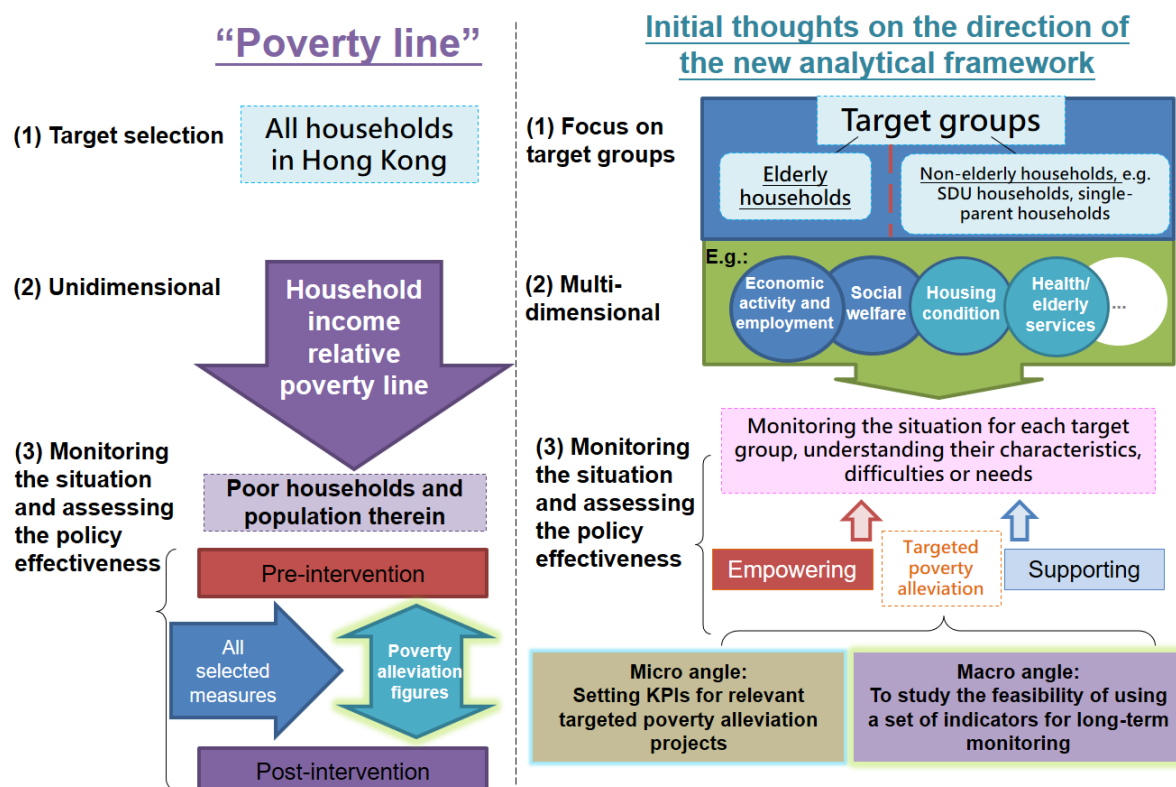 “Poverty line”
(1) Target selection
All households
in Hong Kong
(2) Unidimensional
Household
income
relative
poverty line
(3) Monitoring
the situation
and assessing
the policy
effectiveness
Poor households and
population therein
Pre-intervention
All
selected
measures
Poverty
alleviation
figures
Post-intervention
Initial thoughts on the direction of
the new analytical framework
(1) Focus on
target groups
Target groups
Elderly
households
Non-elderly households, e.g.
SDU households, single-
parent households
(2) Multi-
dimensional
E.g.:
Economic
activity and
employment
Social
welfare
Housing
condition
Health/
elderly
services
...
(3) Monitoring
the situation
and assessing
the policy
effectiveness
Monitoring the situation for each target
group, understanding their characteristics,
difficulties or needs
Empowering
Targeted
poverty
alleviation
Supporting
Micro angle:
Setting KPIs for relevant
targeted poverty alleviation
projects
Macro angle:
To study the feasibility of using
a set of indicators for long-term
monitoring